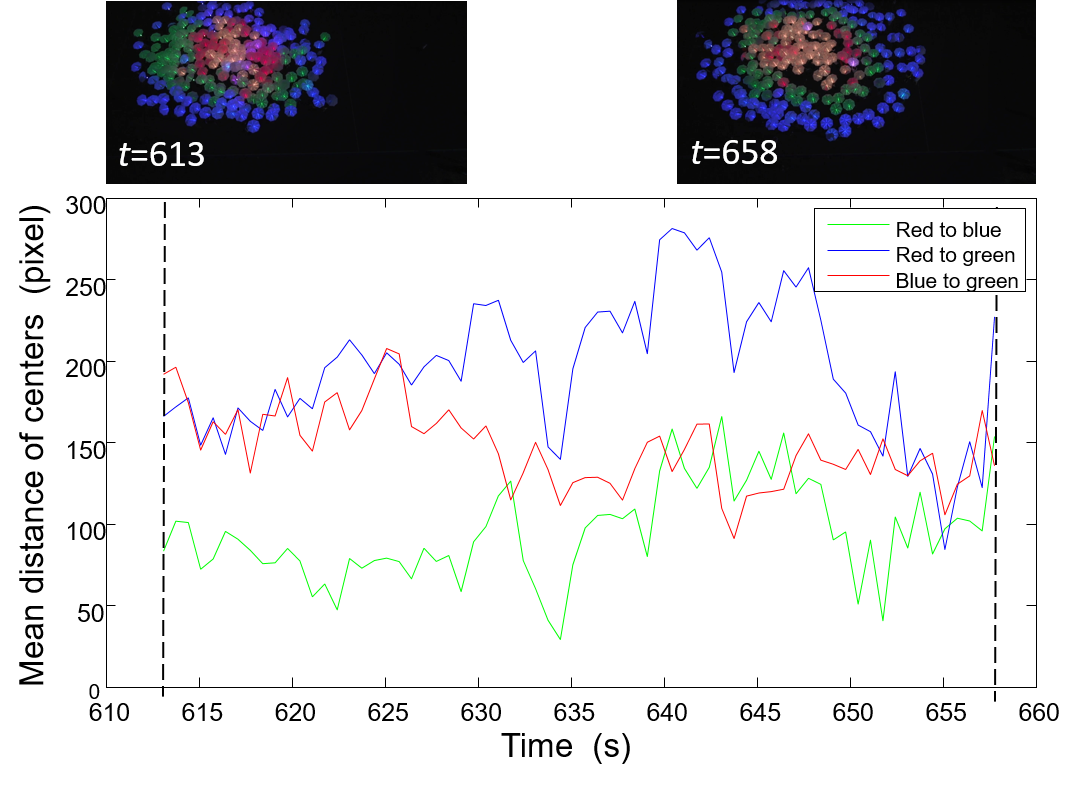 t=613
t=658
Mean distance of centers (pixel)
300
250
200
150
100
50
0
Red to blue
Red to green
Blue to green
610 615 620 625 630 635 640 645 650 655 660
Time (s)